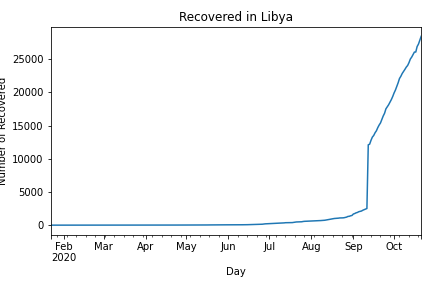 Recovered in Libya
Number of Recovered
25000
20000
15000
10000
5000
0
Feb Mar Apr May Jun Jul Aug Sep Oct
2020
Day